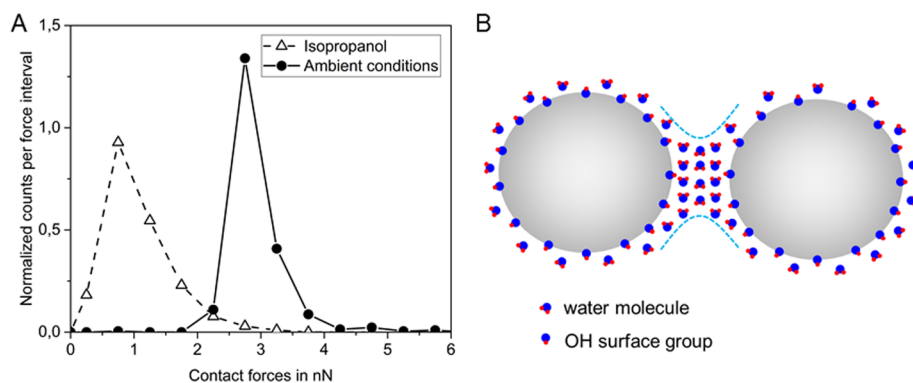 A
B
1,5
1,0
0,5
0,0
Normalized counts per force interval
Isopropanol
Ambient conditions
0
1
2
3
4
5
6
Contact forces in nN
water molecule
OH surface group